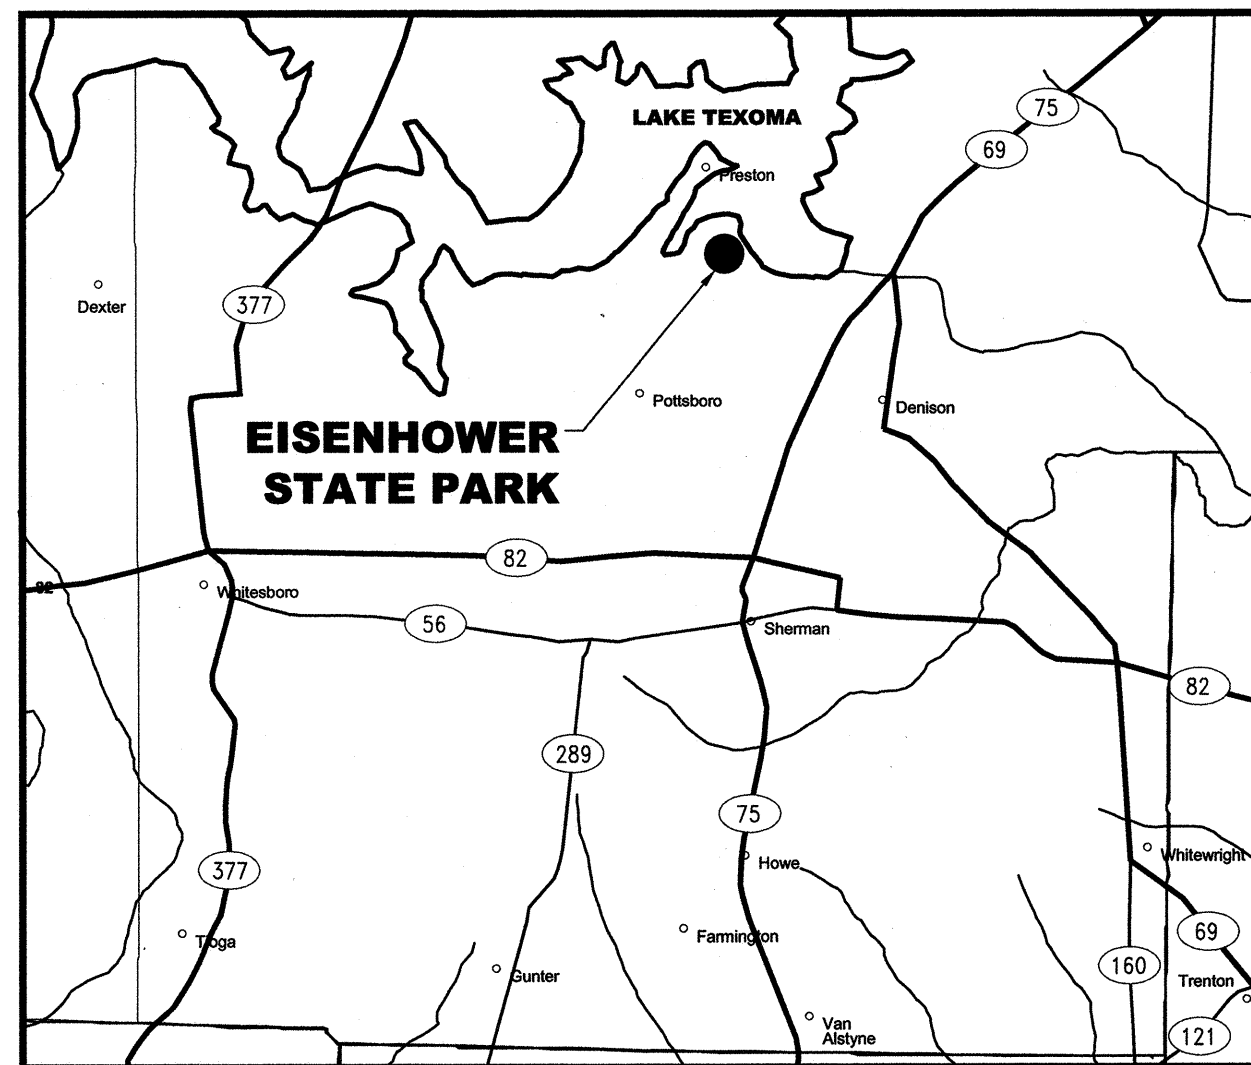 LAKE TEXOMA
75
69
Preston
Dexter
377
Pottsboro
Denison
EISENHOWER
STATE PARK
82
82
Whitesboro
56
Sherman
82
289
75
Howe
Whitewright
377
Tioga
Farmington
69
160
Gunter
Trenton
Van
Alstyne
121